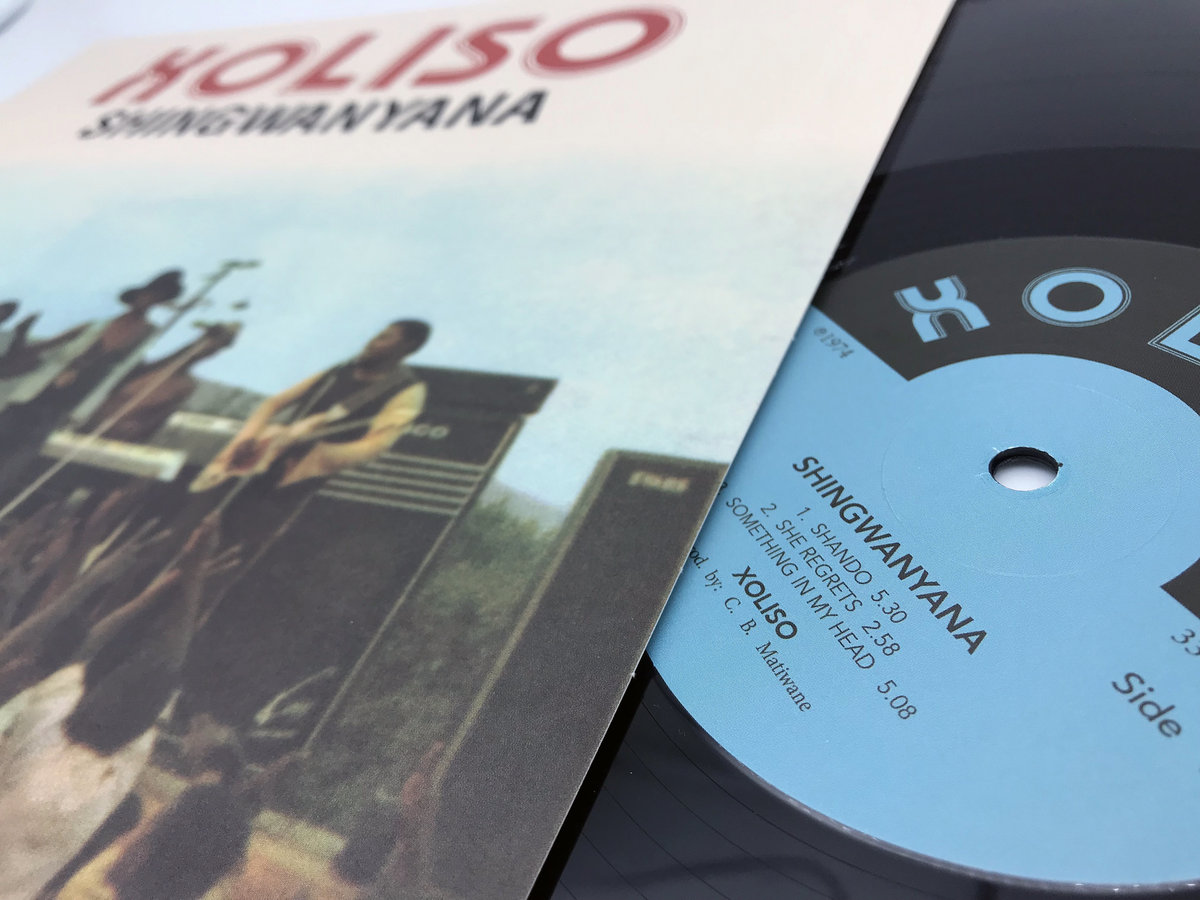 XOLISO
SHINGWANYANA
XOL
℗1974
SHINGWANYANA
1. SHANDO 5.30
2. SHE REGRETS 2.58
SOMETHING IN MY HEAD 5.08
XOLISO
by: C. B. Matiwane
33
Side